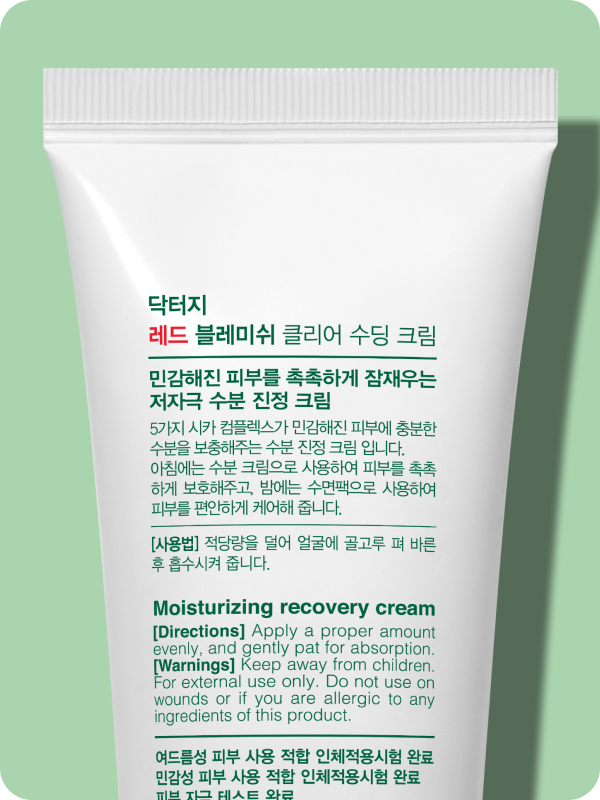 닥터지
레드 블레미쉬 클리어 수딩 크림
민감해진 피부를 촉촉하게 잠재우는
저자극 수분 진정 크림
5가지 시카 컴플렉스가 민감해진 피부에 충분한
수분을 보충해주는 수분 진정 크림 입니다.
아침에는 수분 크림으로 사용하여 피부를 촉촉
하게 보호해주고, 밤에는 수면팩으로 사용하여
피부를 편안하게 케어해 줍니다.
[사용법] 적당량을 덜어 얼굴에 골고루 펴 바른
후 흡수시켜 줍니다.
Moisturizing recovery cream
[Directions] Apply a proper amount
evenly, and gently pat for absorption.
[Warnings] Keep away from children.
For external use only. Do not use on
wounds or if you are allergic to any
ingredients of this product.
여드름성 피부 사용 적합 인체적용시험 완료
민감성 피부 사용 적합 인체적용시험 완료
피부 자극 테스트 완료